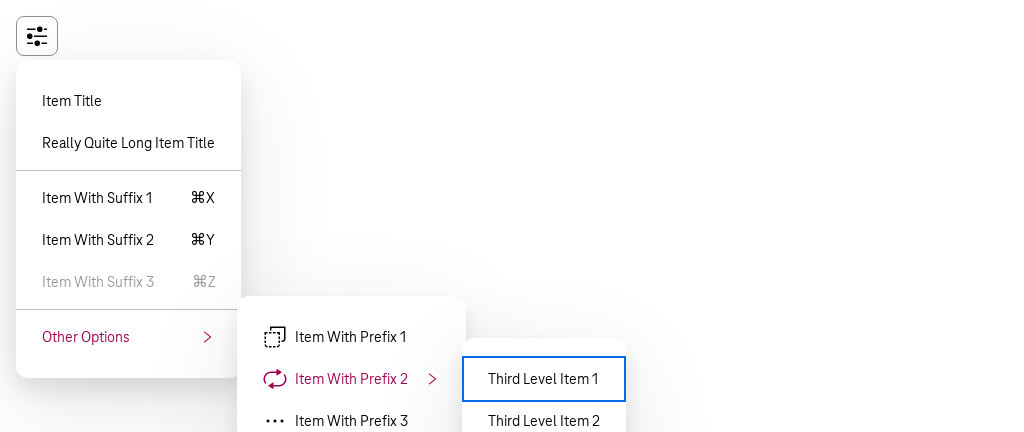 Item Title
Really Quite Long Item Title
Item With Suffix 1 ⌘X
Item With Suffix 2 ⌘Y
Item With Suffix 3 ⌘Z
Other Options
Item With Prefix 1
Item With Prefix 2
Item With Prefix 3
Third Level Item 1
Third Level Item 2